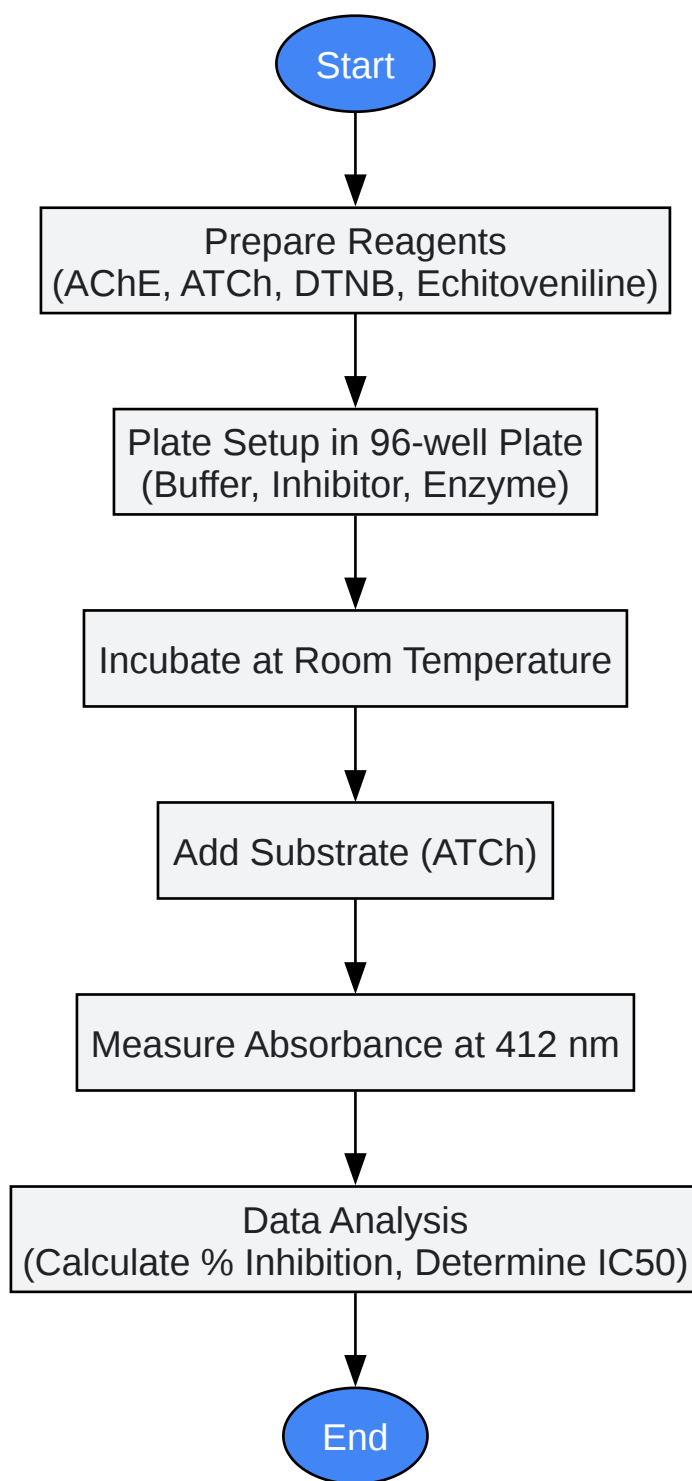 Start
Prepare Reagents
(AChE, ATCh, DTNB, Echitoveniline)
Plate Setup in 96-well Plate
(Buffer, Inhibitor, Enzyme)
Incubate at Room Temperature
Add Substrate (ATCh)
Measure Absorbance at 412 nm
Data Analysis
(Calculate % Inhibition, Determine IC50)
End